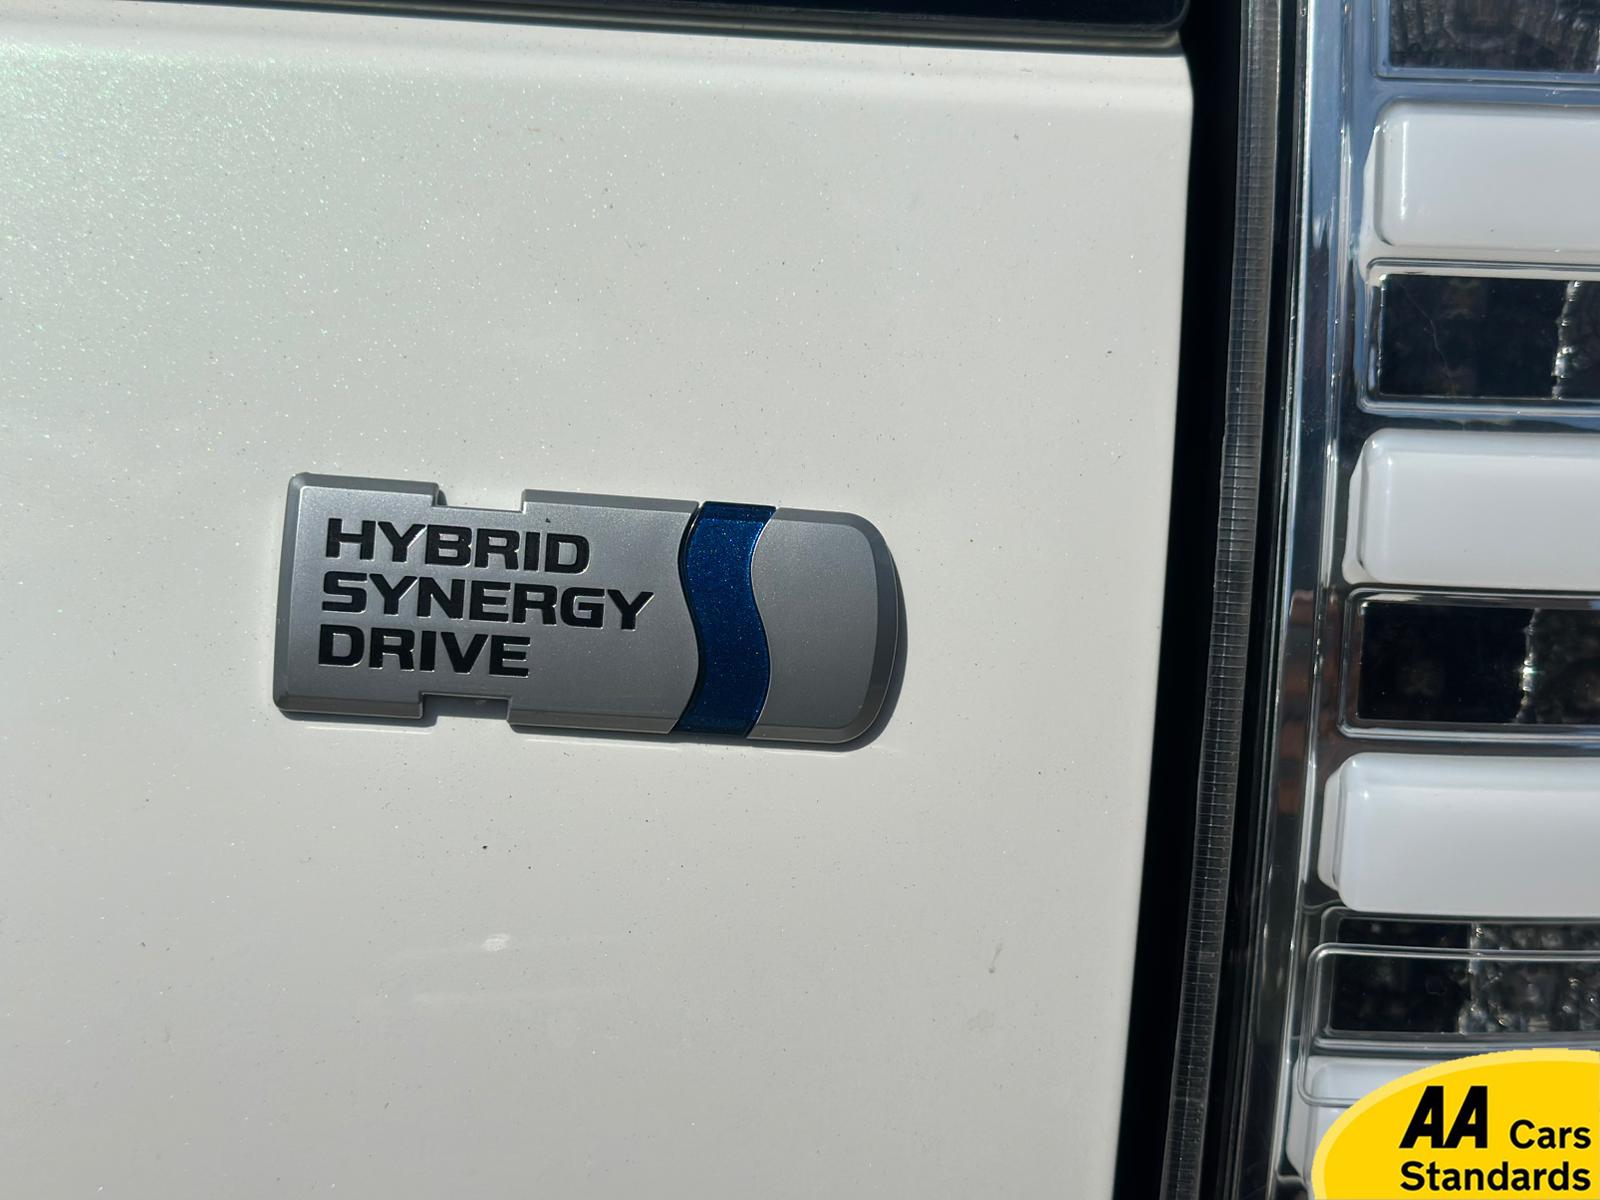 HYBRID
SYNERGY
DRIVE
AA Cars
Standards